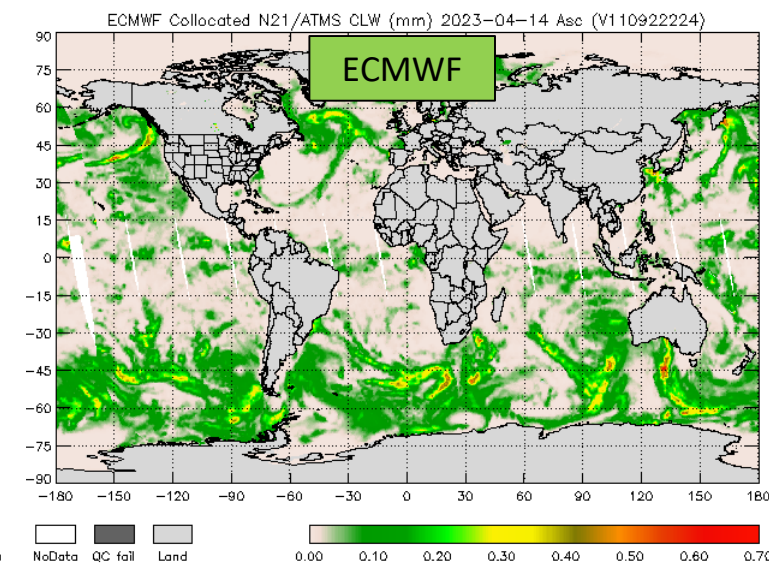 ECMWF Collocated N21/ATMS CLW (mm) 2023-04-14 Asc (V110922224)
ECMWF
90
75
60
45
30
15
0
-15
-30
-45
-60
-75
-90
-180 -150 -120 -90 -60 -30 0 30 60 90 120 150 180
NoData QC fail Land
0.00 0.10 0.20 0.30 0.40 0.50 0.60 0.70